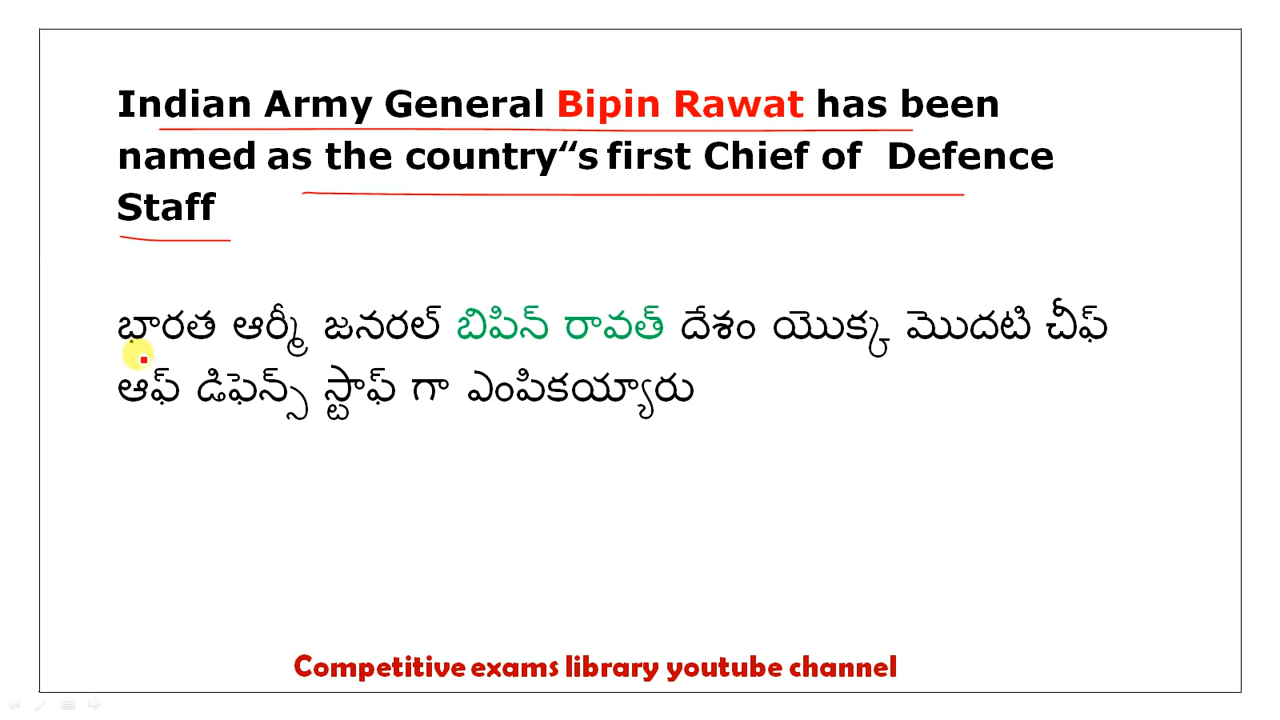 Indian Army General Bipin Rawat has been
named as the country“s first Chief of Defence
Staff
భారత ఆర్మీ జనరల్ బిపిన్ రావత్ దేశం యొక్క మొదటి చీఫ్
ఆఫ్ డిఫెన్స్ స్టాఫ్ గా ఎంపికయ్యారు
Competitive exams library youtube channel